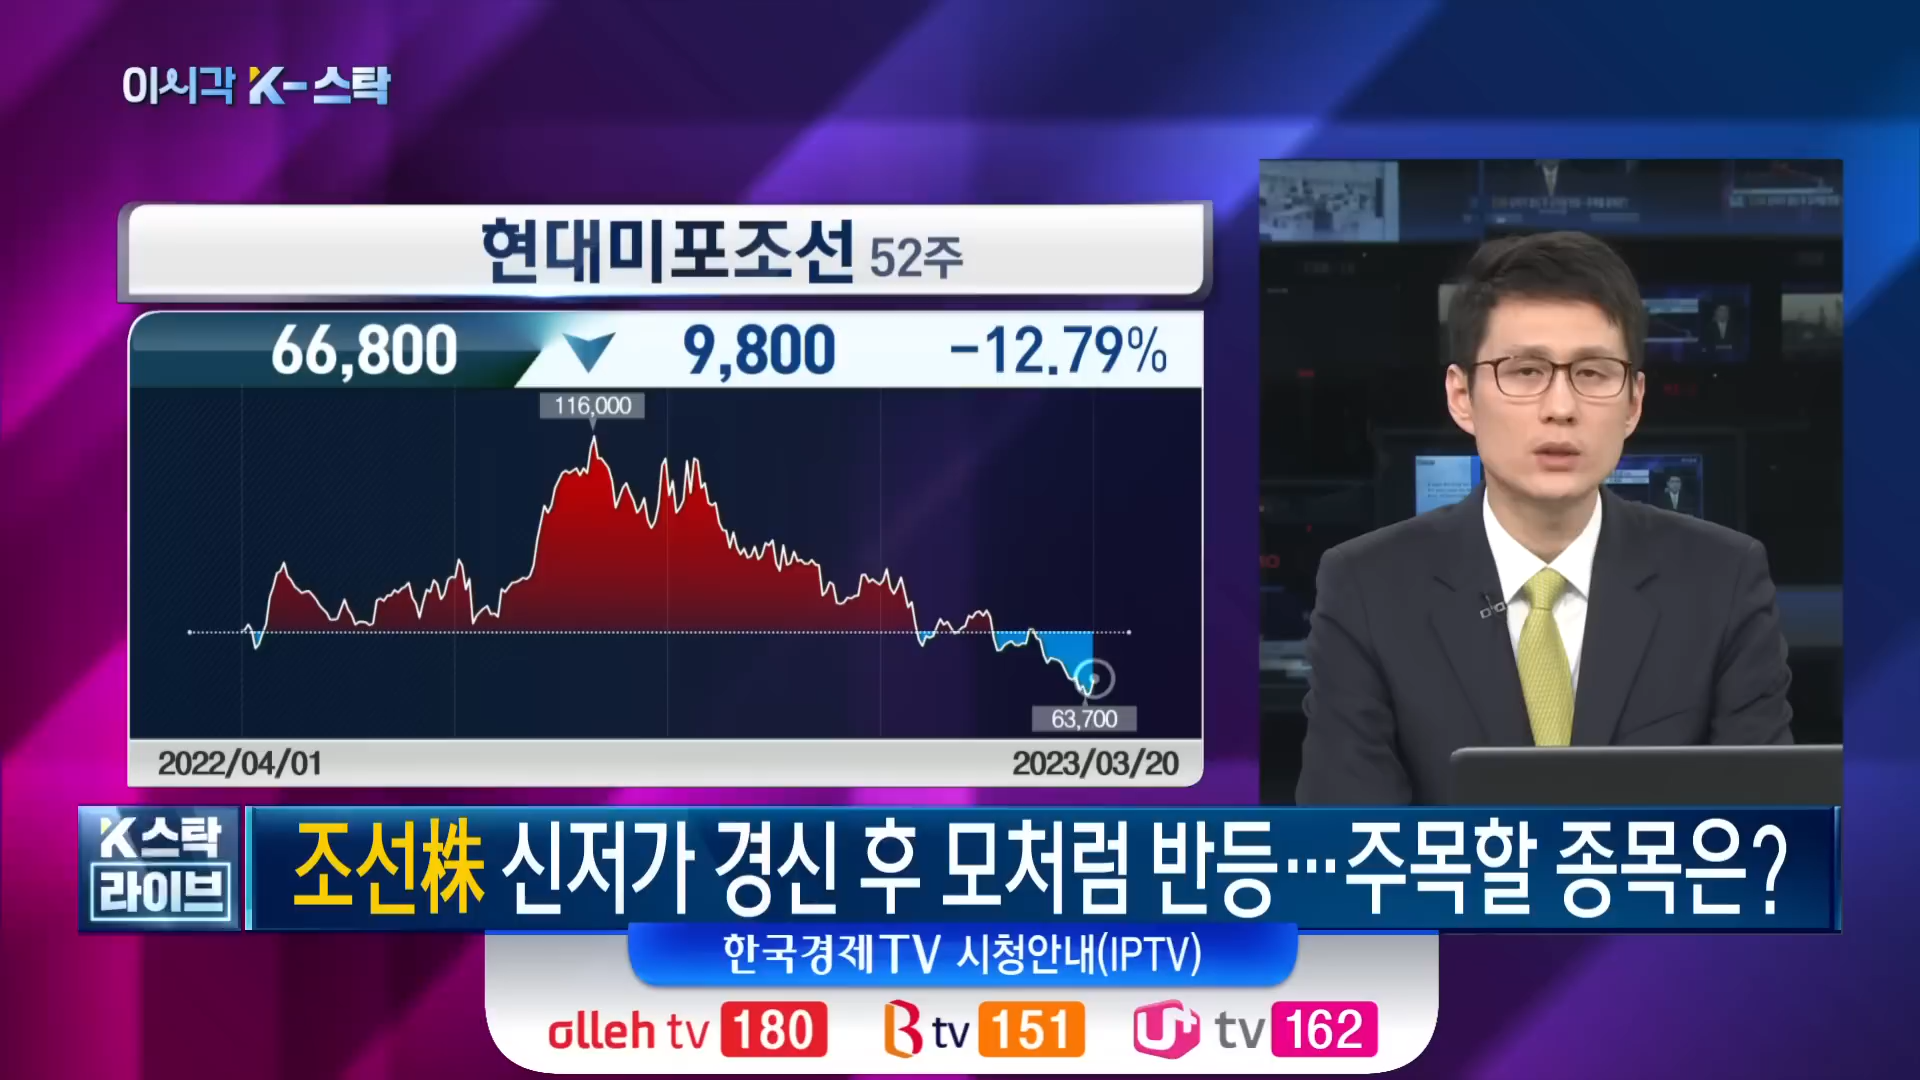 이시각 K-스탁
현대미포조선 52주
66,800 9,800 -12.79%
116,000
63,700
2022/04/01 2023/03/20
K스탁
라이브
조선株 신저가 경신 후 모처럼 반등…주목할 종목은?
한국경제TV 시청안내(IPTV)
olleh tv 180 B tv 151 U+ tv 162